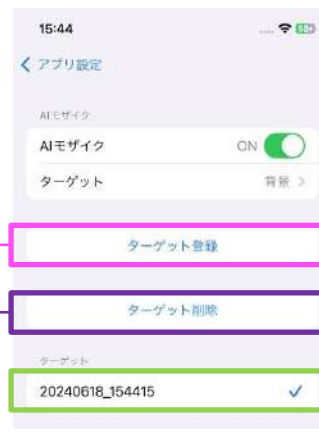 15:44
アプリ設定
AIモザイク
AIモザイク ON
ターゲット 背景
ターゲット登録
ターゲット削除
ターゲット
20240618_154415